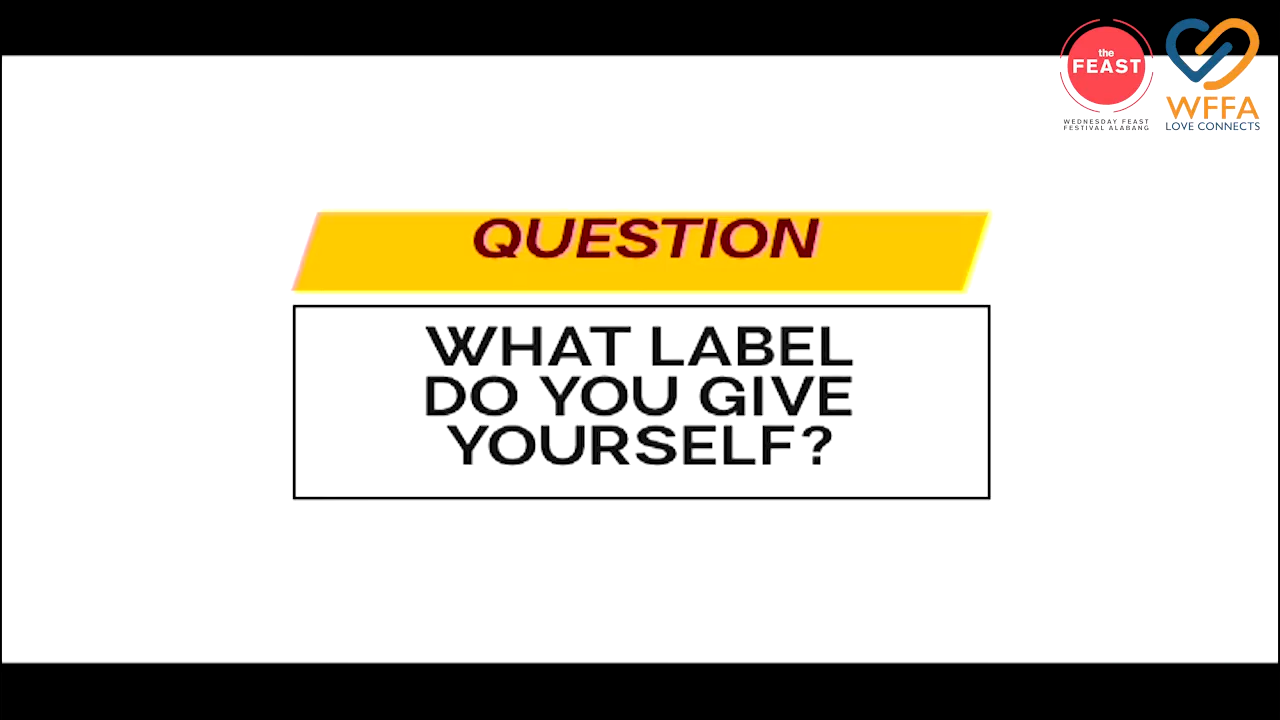 the
FEAST
WEDNESDAY FEAST
FESTIVAL ALABANG
WFFA
LOVE CONNECTS
QUESTION
WHAT LABEL
DO YOU GIVE
YOURSELF?